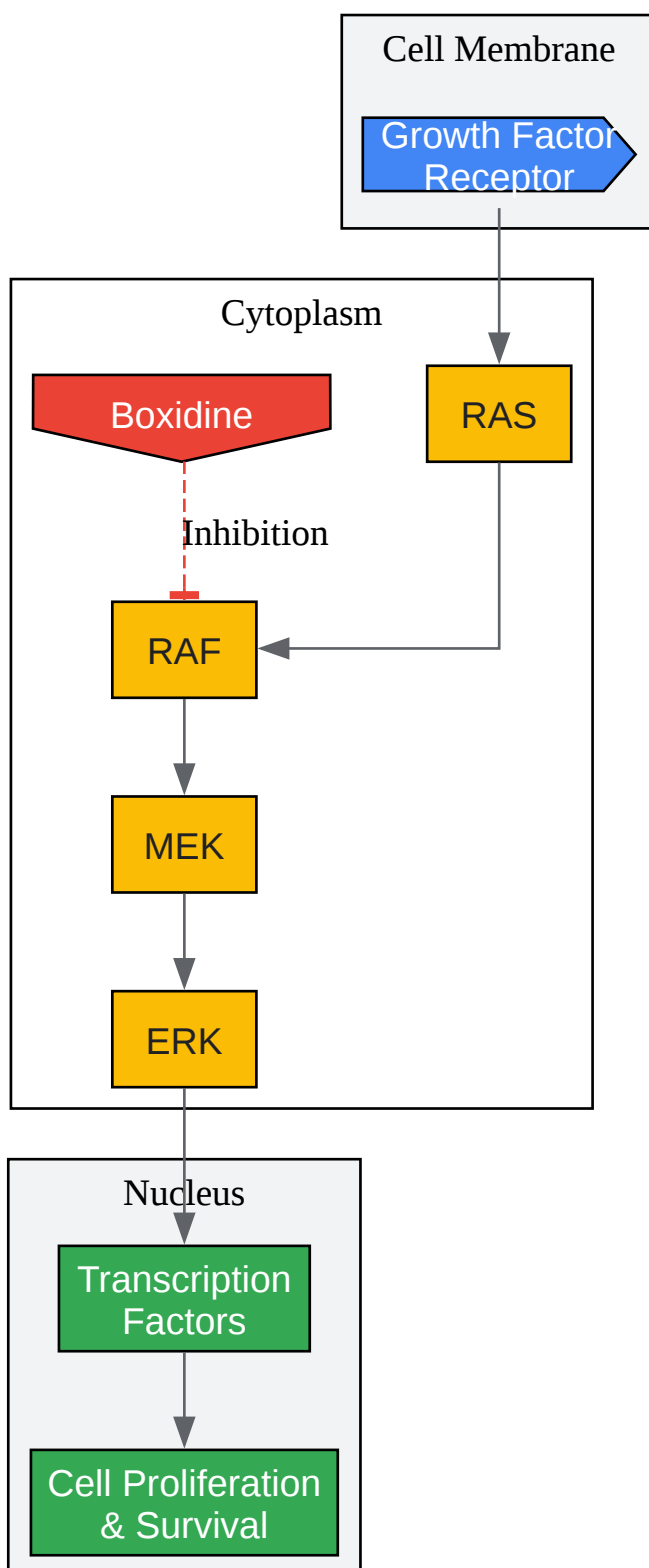 Cell Membrane
Growth Factor
Receptor
Cytoplasm
Boxidine
RAS
Inhibition
RAF
MEK
ERK
Nucleus
Transcription
Factors
Cell Proliferation
& Survival